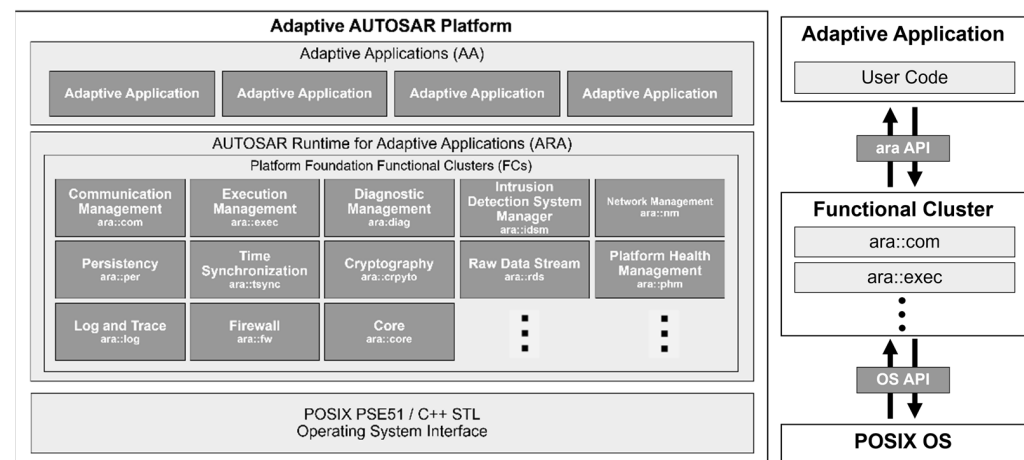 Adaptive AUTOSAR Platform
Adaptive Applications (AA)
Adaptive Application
Adaptive Application
Adaptive Application
Adaptive Application
AUTOSAR Runtime for Adaptive Applications (ARA)
Platform Foundation Functional Clusters (FCs)
Communication
Management
ara::com
Execution
Management
ara::exec
Diagnostic
Management
ara:diag
Intrusion
Detection System
Manager
ara::idsm
Network Management
ara::nm
Persistency
ara::per
Time
Synchronization
ara::tsync
Cryptography
ara::crpyto
Raw Data Stream
ara::rds
Platform Health
Management
ara::phm
Log and Trace
ara::log
Firewall
ara::fw
Core
ara::core
POSIX PSE51 / C++ STL
Operating System Interface
Adaptive Application
User Code
ara API
Functional Cluster
ara::com
ara::exec
OS API
POSIX OS